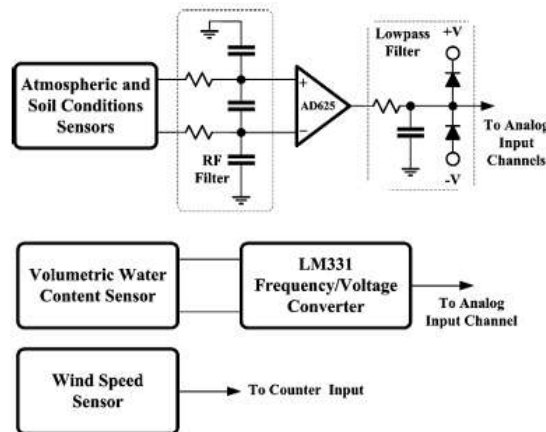 Lowpass
Filter
+V
Atmospheric and
Soil Conditions
Sensors
+
AD625
−
To Analog
Input
Channels
RF
Filter
-V
Volumetric Water
Content Sensor
LM331
Frequency/Voltage
Converter
To Analog
Input Channel
Wind Speed
Sensor
To Counter Input